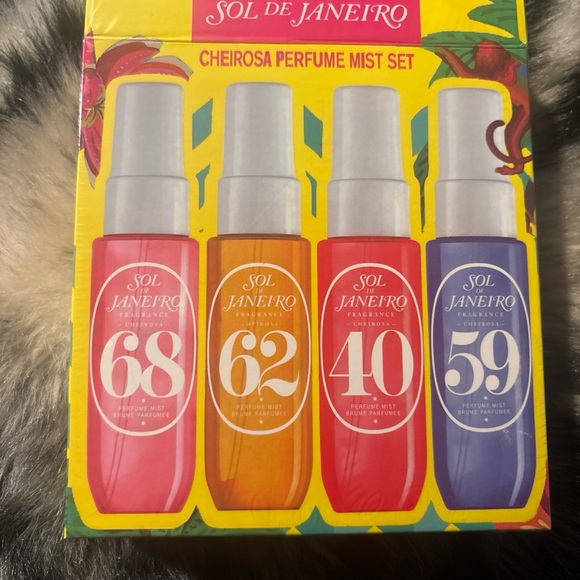 SOL DE JANEIRO
CHEIROSA PERFUME MIST SET
SOL
DE
JANEIRO
FRAGRANCE
CHEIROSA
68
PERFUME MIST
BRUME PARFUMÉE
SOL
DE
JANEIRO
FRAGRANCE
CHEIROSA
62
PERFUME MIST
BRUME PARFUMÉE
SOL
DE
JANEIRO
FRAGRANCE
CHEIROSA
40
PERFUME MIST
BRUME PARFUMÉE
SOL
DE
JANEIRO
FRAGRANCE
CHEIROSA
59
PERFUME MIST
BRUME PARFUMÉE